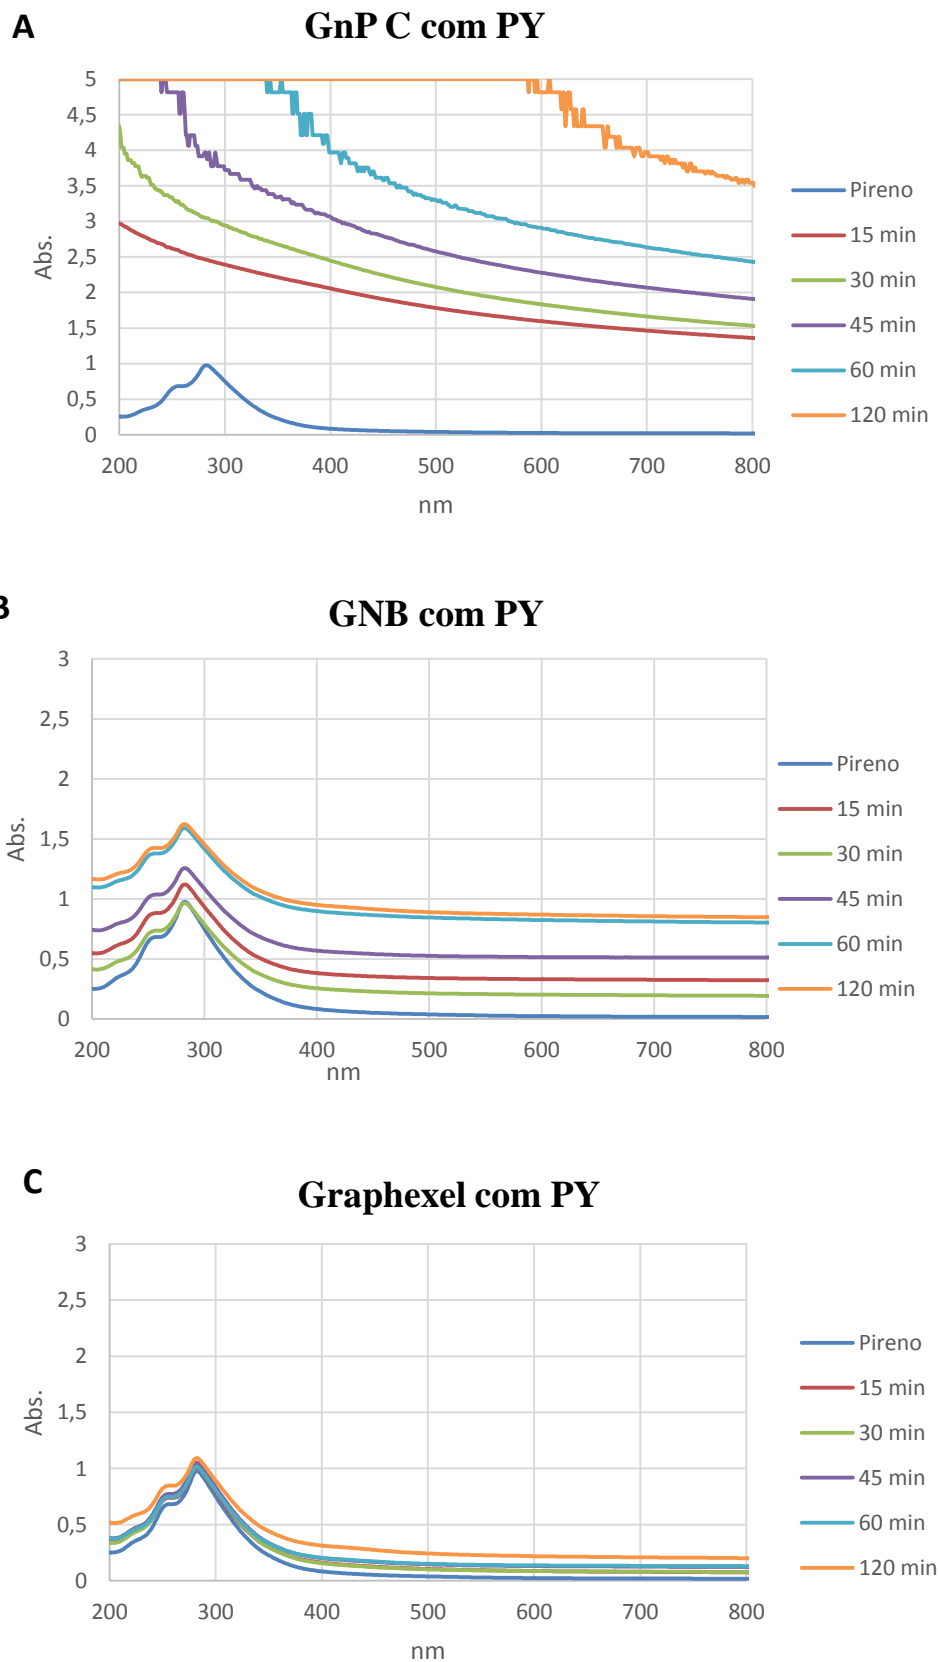 A
GnP C com PY
5
4,5
4
3,5
3
2,5
2
1,5
1
0,5
0
Abs.
200 300 400 500 600 700 800
nm
Pireno
15 min
30 min
45 min
60 min
120 min
B
GNB com PY
3
2,5
2
1,5
1
0,5
0
Abs.
200 300 400 500 600 700 800
nm
Pireno
15 min
30 min
45 min
60 min
120 min
C
Graphexel com PY
3
2,5
2
1,5
1
0,5
0
Abs.
200 300 400 500 600 700 800
nm
Pireno
15 min
30 min
45 min
60 min
120 min